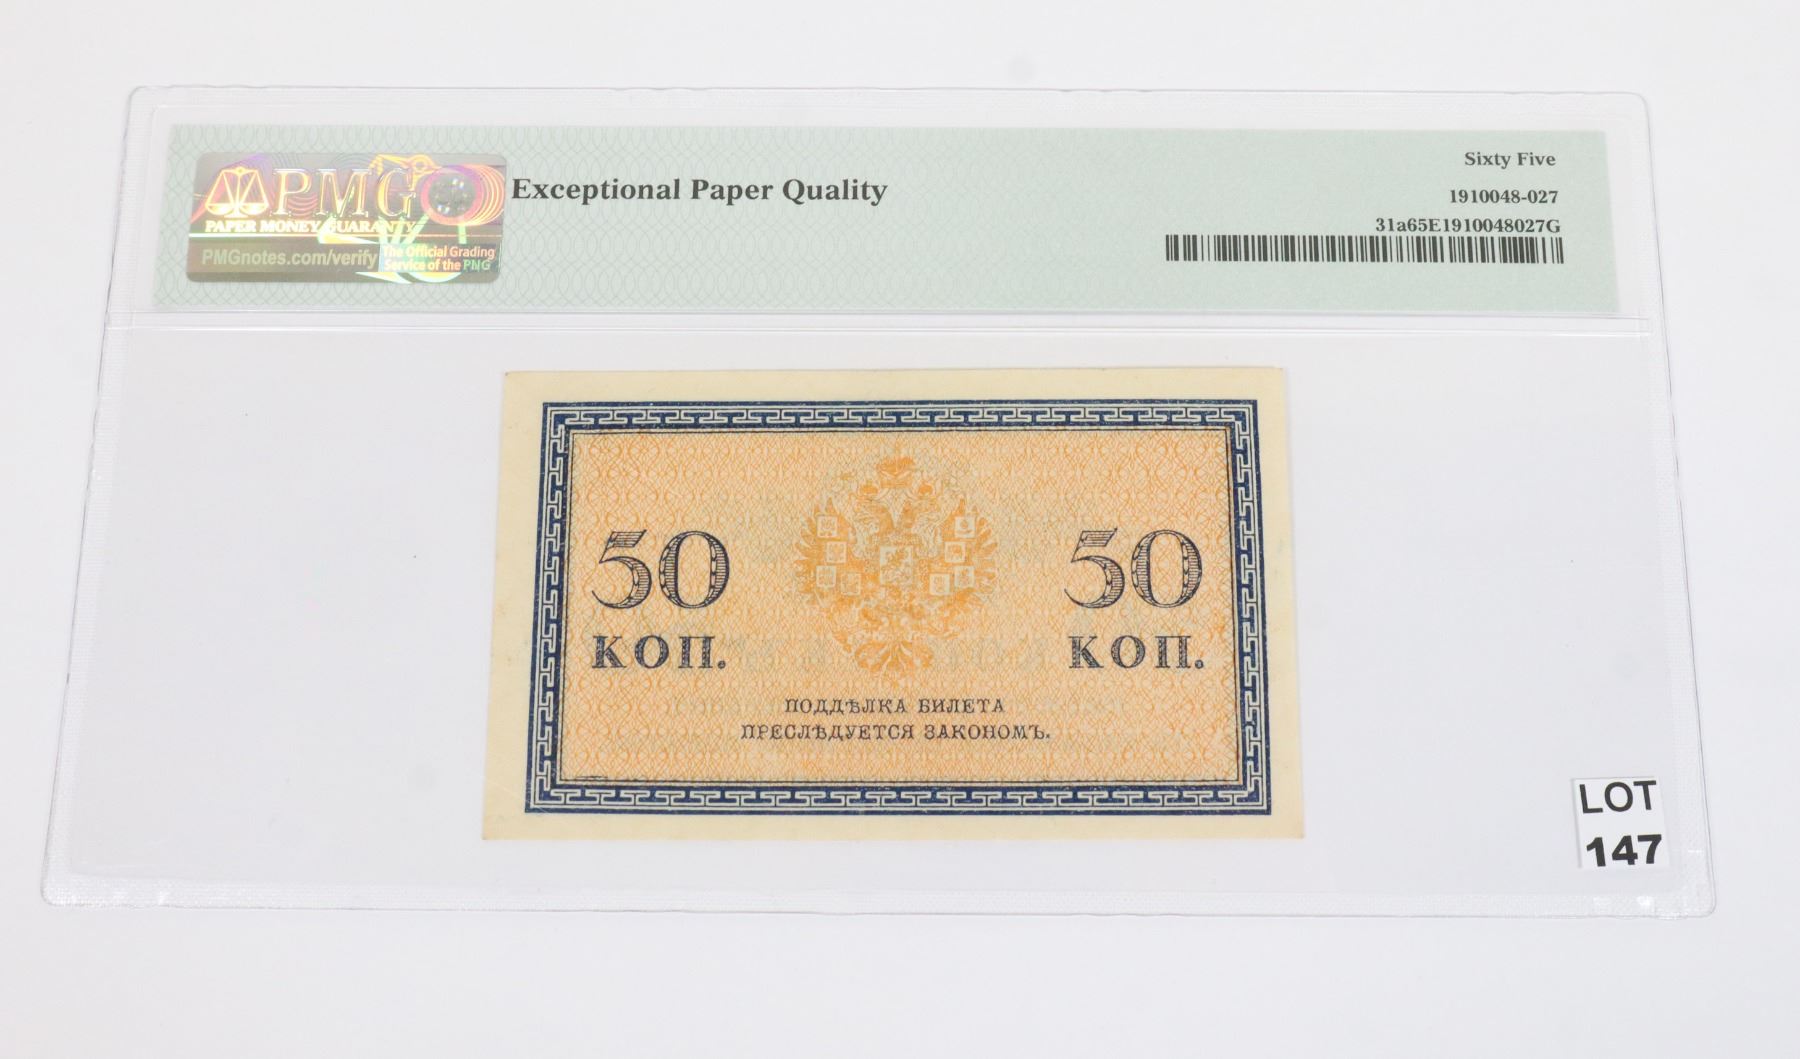 PMG
PAPER MONEY GUARANTY
PMGnotes.com/verify
The Official Grading
Service of the PNG
Exceptional Paper Quality
Sixty Five
1910048-027
31a65E1910048027G
50 50
КОП. КОП.
ПОДДѢЛКА БИЛЕТА
ПРЕСЛѢДУЕТСЯ ЗАКОНОМЪ.
LOT
147